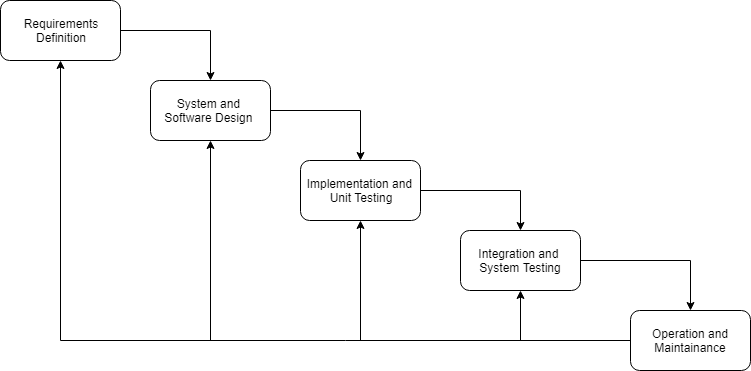 Requirements
Definition
System and
Software Design
Implementation and
Unit Testing
Integration and
System Testing
Operation and
Maintainance